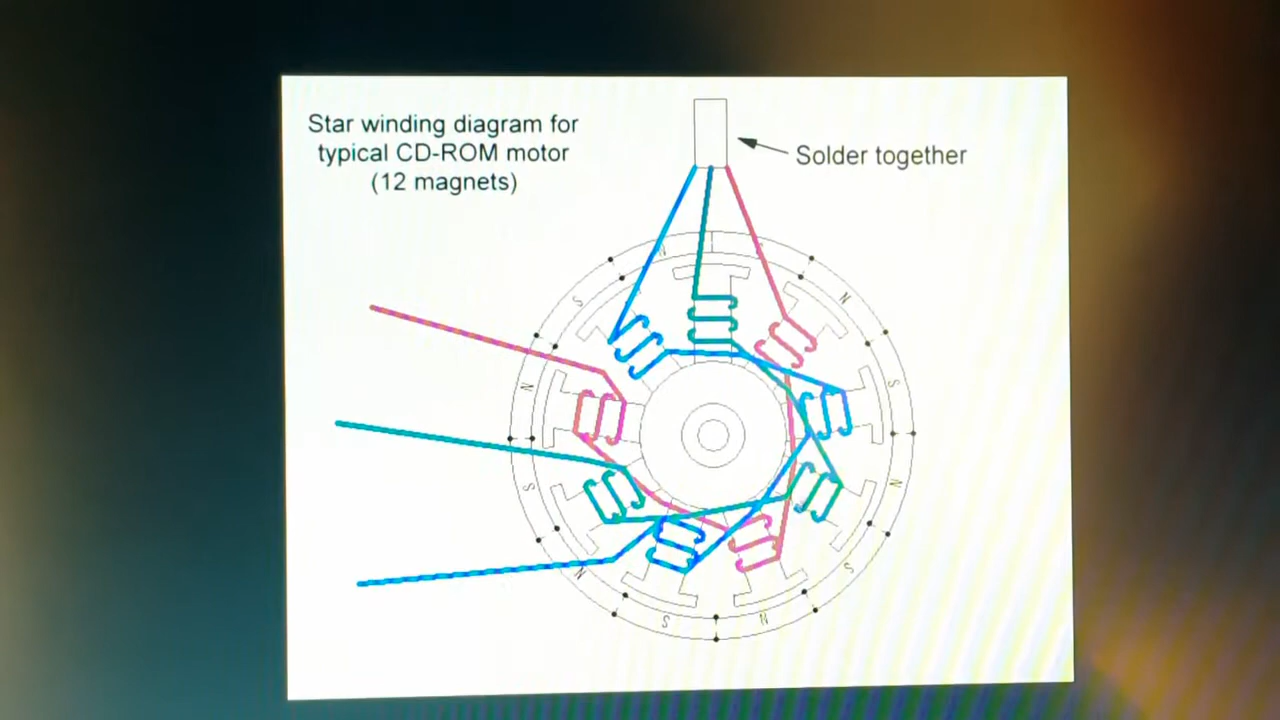 Star winding diagram for
typical CD-ROM motor
(12 magnets)
Solder together
N
S
N
N
S
S
N
N
S
S
N